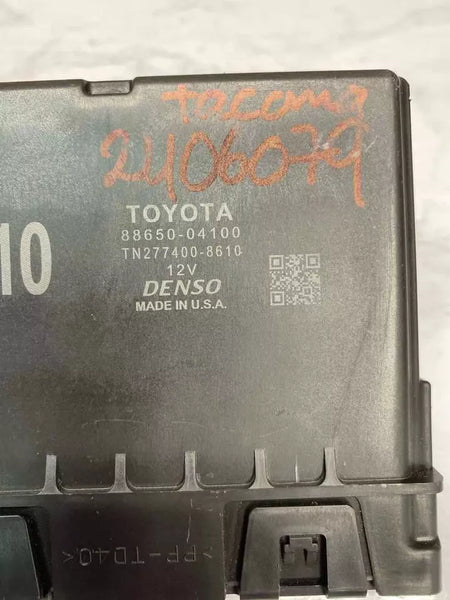 tacoma
2406079
TOYOTA
88650-04100
10
TN277400-8610
12V
DENSO
MADE IN U.S.A.
>PP-TD40<